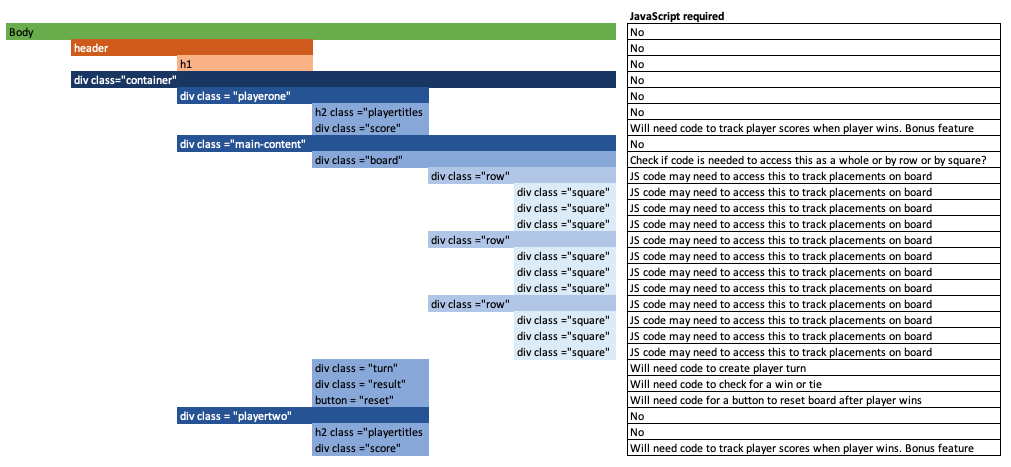 JavaScript required
Body No
header No
h1 No
div class="container" No
div class = "playerone" No
h2 class ="playertitles No
div class ="score" Will need code to track player scores when player wins. Bonus feature
div class ="main-content" No
div class ="board" Check if code is needed to access this as a whole or by row or by square?
div class ="row" JS code may need to access this to track placements on board
div class ="square" JS code may need to access this to track placements on board
div class ="square" JS code may need to access this to track placements on board
div class ="square" JS code may need to access this to track placements on board
div class ="row" JS code may need to access this to track placements on board
div class ="square" JS code may need to access this to track placements on board
div class ="square" JS code may need to access this to track placements on board
div class ="square" JS code may need to access this to track placements on board
div class ="row" JS code may need to access this to track placements on board
div class ="square" JS code may need to access this to track placements on board
div class ="square" JS code may need to access this to track placements on board
div class ="square" JS code may need to access this to track placements on board
div class = "turn" Will need code to create player turn
div class = "result" Will need code to check for a win or tie
button = "reset" Will need code for a button to reset board after player wins
div class = "playertwo" No
h2 class ="playertitles No
div class ="score" Will need code to track player scores when player wins. Bonus feature